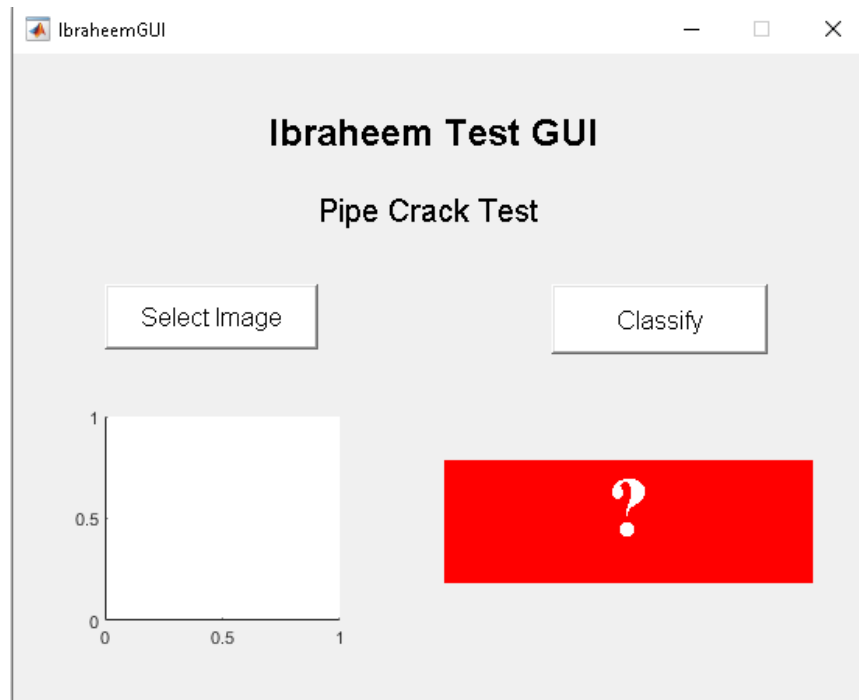 IbraheemGUI
Ibraheem Test GUI
Pipe Crack Test
Select Image
Classify
1
0.5
0
0
0.5
1
?